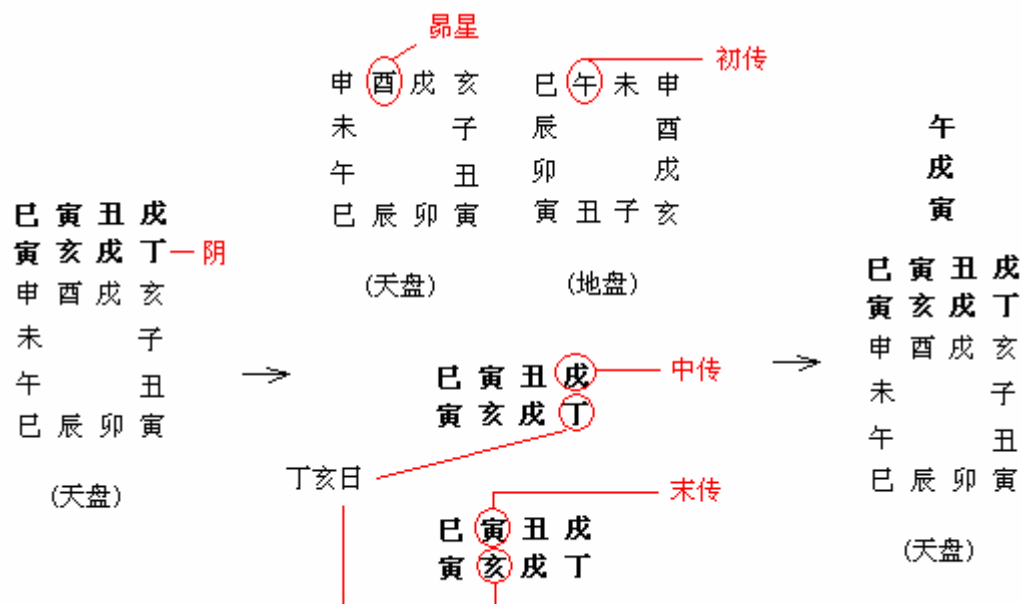 昴星
初传
申 酉 戌 亥
未 子
午 丑
巳 辰 卯 寅
(天盘)
巳 午 未 申
辰 酉
卯 戌
寅 丑 子 亥
(地盘)
巳 寅 丑 戌
寅 亥 戌 丁 阴
申 酉 戌 亥
未 子
午 丑
巳 辰 卯 寅
(天盘)
巳 寅 丑 戌 中传
寅 亥 戌 丁
丁亥日
末传
巳 寅 丑 戌
寅 亥 戌 丁
午
戌
寅
巳 寅 丑 戌
寅 亥 戌 丁
申 酉 戌 亥
未 子
午 丑
巳 辰 卯 寅
(天盘)